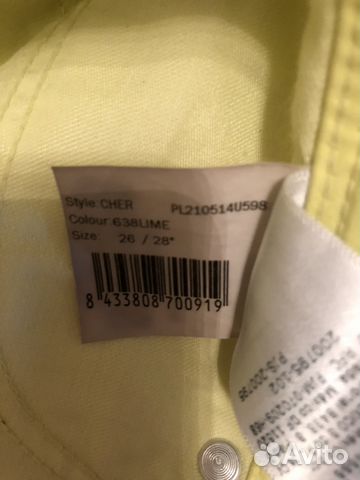 Style: CHER PL210514U598
Colour: 638LIME
Size: 26 / 28"
8 433808 700919
Avito